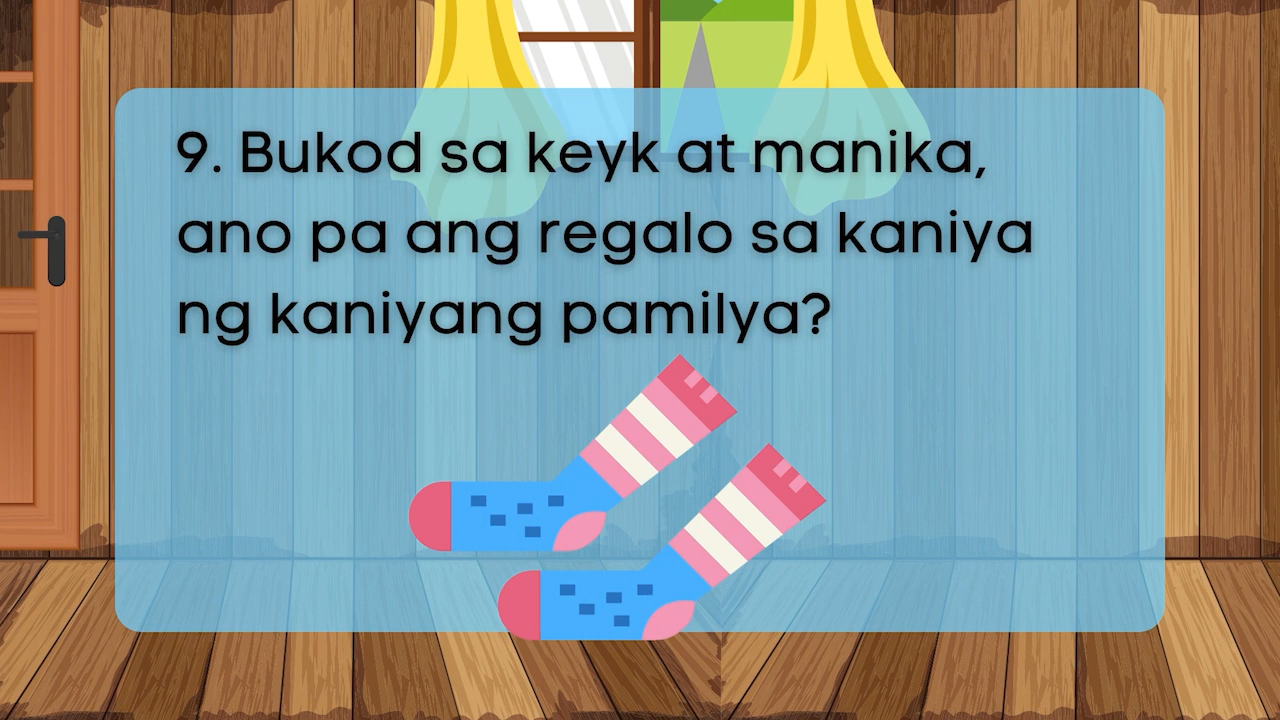 9. Bukod sa keyk at manika,
ano pa ang regalo sa kaniya
ng kaniyang pamilya?